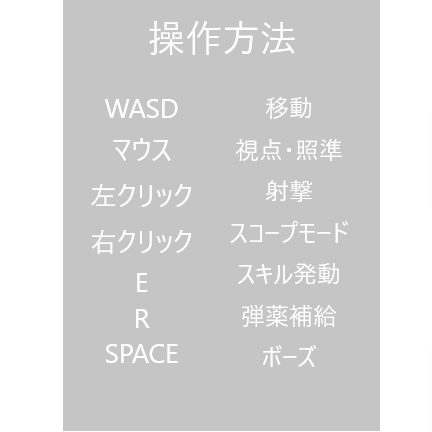 操作方法
WASD 移動
マウス 視点・照準
左クリック 射撃
右クリック スコープモード
E スキル発動
R 弾薬補給
SPACE ポーズ